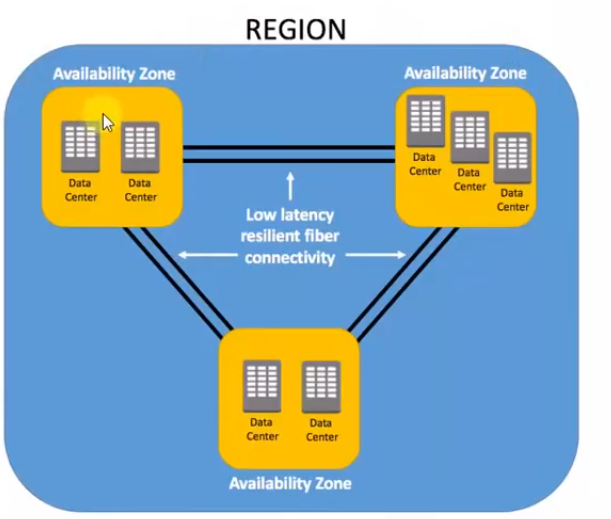 REGION
Availability Zone
Data
Center
Data
Center
Availability Zone
Data
Center
Data
Center
Data
Center
Low latency
resilient fiber
connectivity
Data
Center
Data
Center
Availability Zone